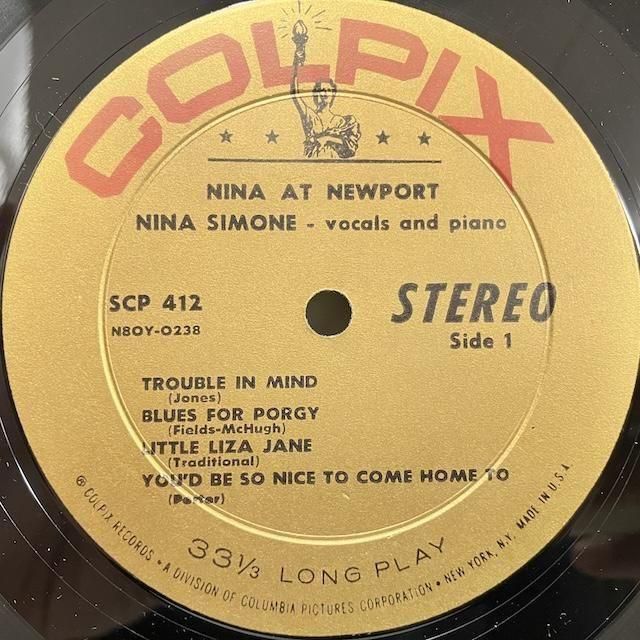 COLPIX
NINA AT NEWPORT
NINA SIMONE - vocals and piano
SCP 412
N8OY-0238
STEREO
Side 1
TROUBLE IN MIND
(Jones)
BLUES FOR PORGY
(Fields-McHugh)
LITTLE LIZA JANE
(Traditional)
YOU'D BE SO NICE TO COME HOME TO
(Porter)
33⅓ LONG PLAY
® COLPIX RECORDS • A DIVISION OF COLUMBIA PICTURES CORPORATION • NEW YORK, N.Y. MADE IN U.S.A.